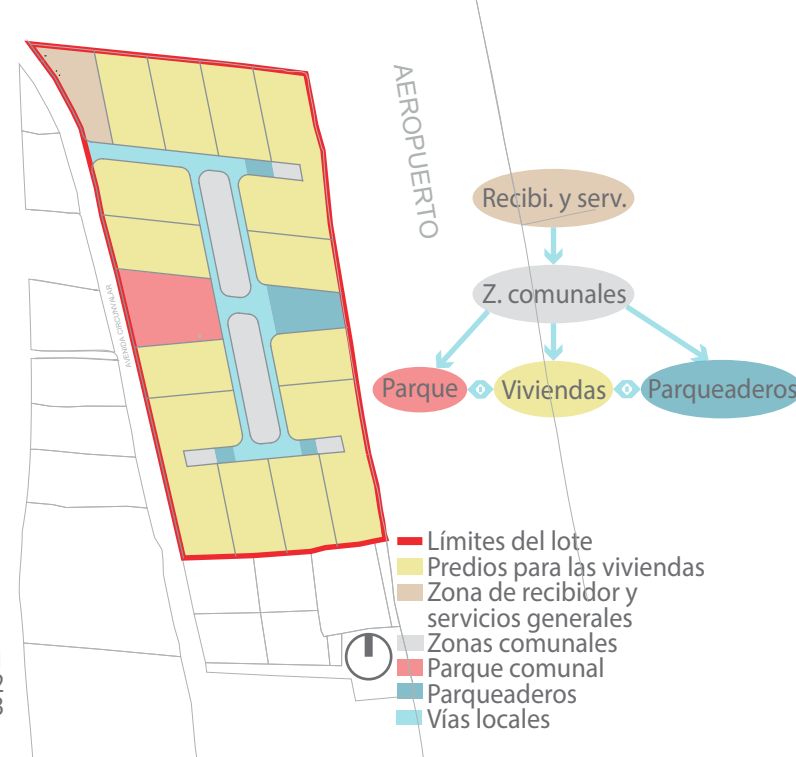 AEROPUERTO
AVENIDA CIRCUNVALAR
Recibi. y serv.
Z. comunales
Parque
Viviendas
Parqueaderos
Límites del lote
Predios para las viviendas
Zona de recibidor y
servicios generales
Zonas comunales
Parque comunal
Parqueaderos
Vías locales